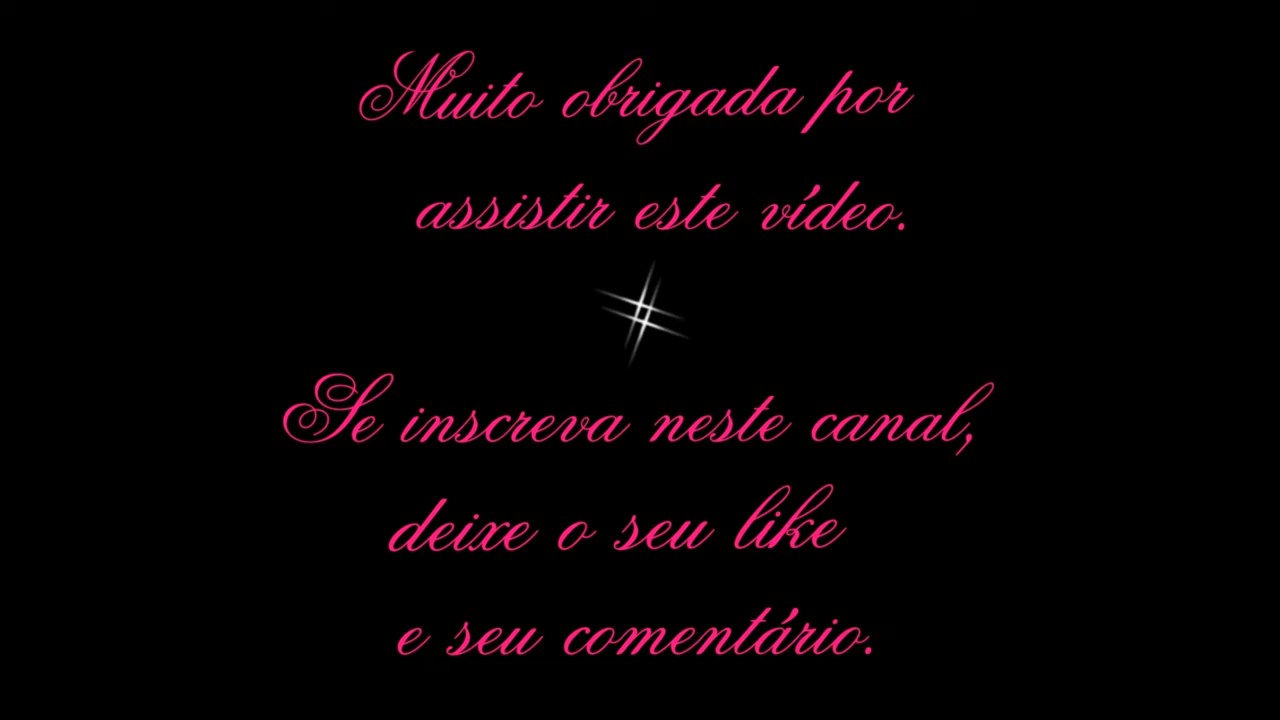 Muito obrigada por
assistir este vídeo.
Se inscreva neste canal,
deixe o seu like
e seu comentário.